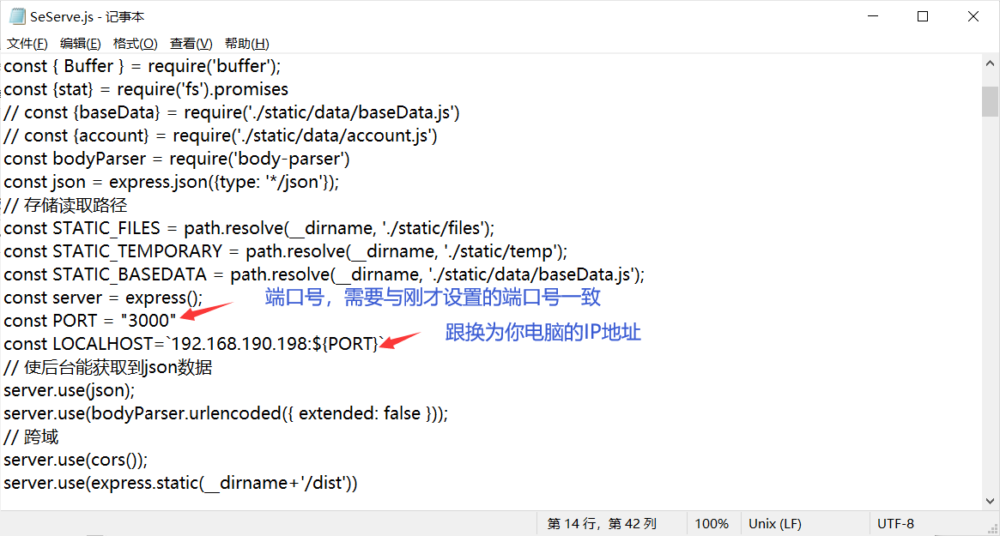 SeServe.js - 记事本
文件(F) 编辑(E) 格式(O) 查看(V) 帮助(H)
const { Buffer } = require('buffer');
const {stat} = require('fs').promises
// const {baseData} = require('./static/data/baseData.js')
// const {account} = require('./static/data/account.js')
const bodyParser = require('body-parser')
const json = express.json({type: '*/json'});
// 存储读取路径
const STATIC_FILES = path.resolve(__dirname, './static/files');
const STATIC_TEMPORARY = path.resolve(__dirname, './static/temp');
const STATIC_BASEDATA = path.resolve(__dirname, './static/data/baseData.js');
const server = express();
端口号，需要与刚才设置的端口号一致
const PORT = "3000"
跟换为你电脑的IP地址
const LOCALHOST=`192.168.190.198:${PORT}`
// 使后台能获取到json数据
server.use(json);
server.use(bodyParser.urlencoded({ extended: false }));
// 跨域
server.use(cors());
server.use(express.static(__dirname+'/dist'))
第 14 行，第 42 列 100% Unix (LF) UTF-8